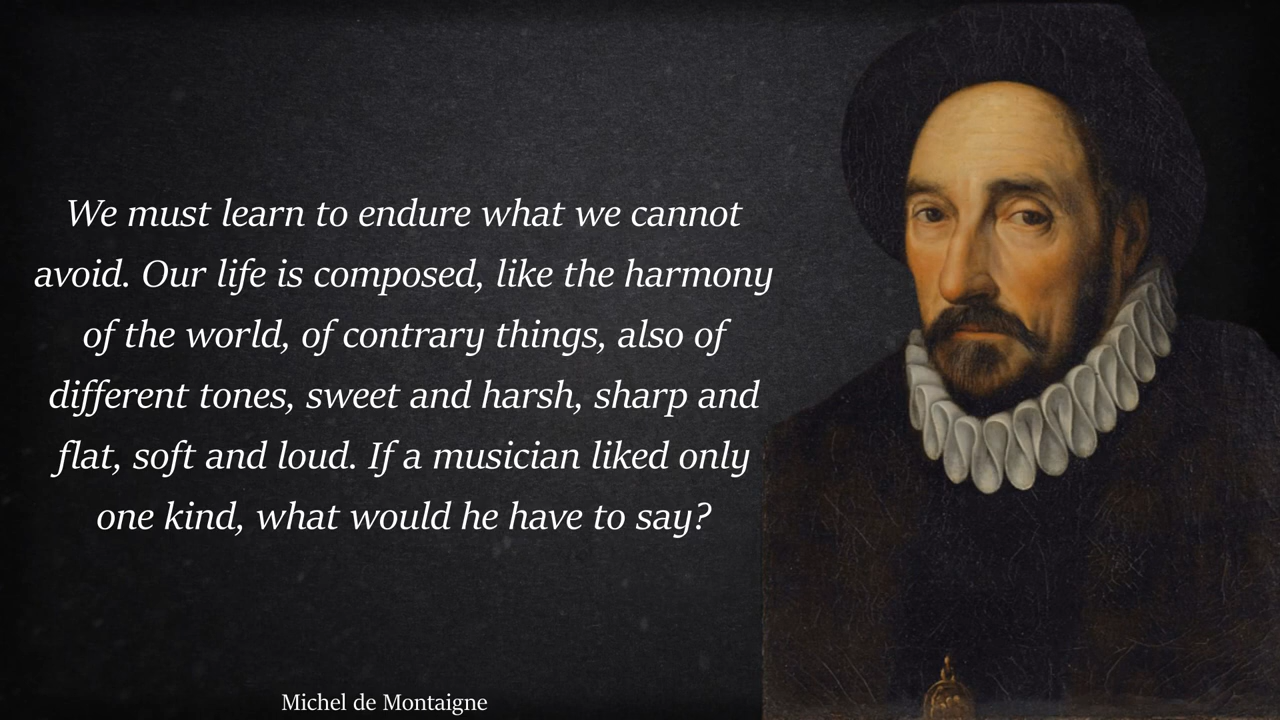 We must learn to endure what we cannot
avoid. Our life is composed, like the harmony
of the world, of contrary things, also of
different tones, sweet and harsh, sharp and
flat, soft and loud. If a musician liked only
one kind, what would he have to say?
Michel de Montaigne